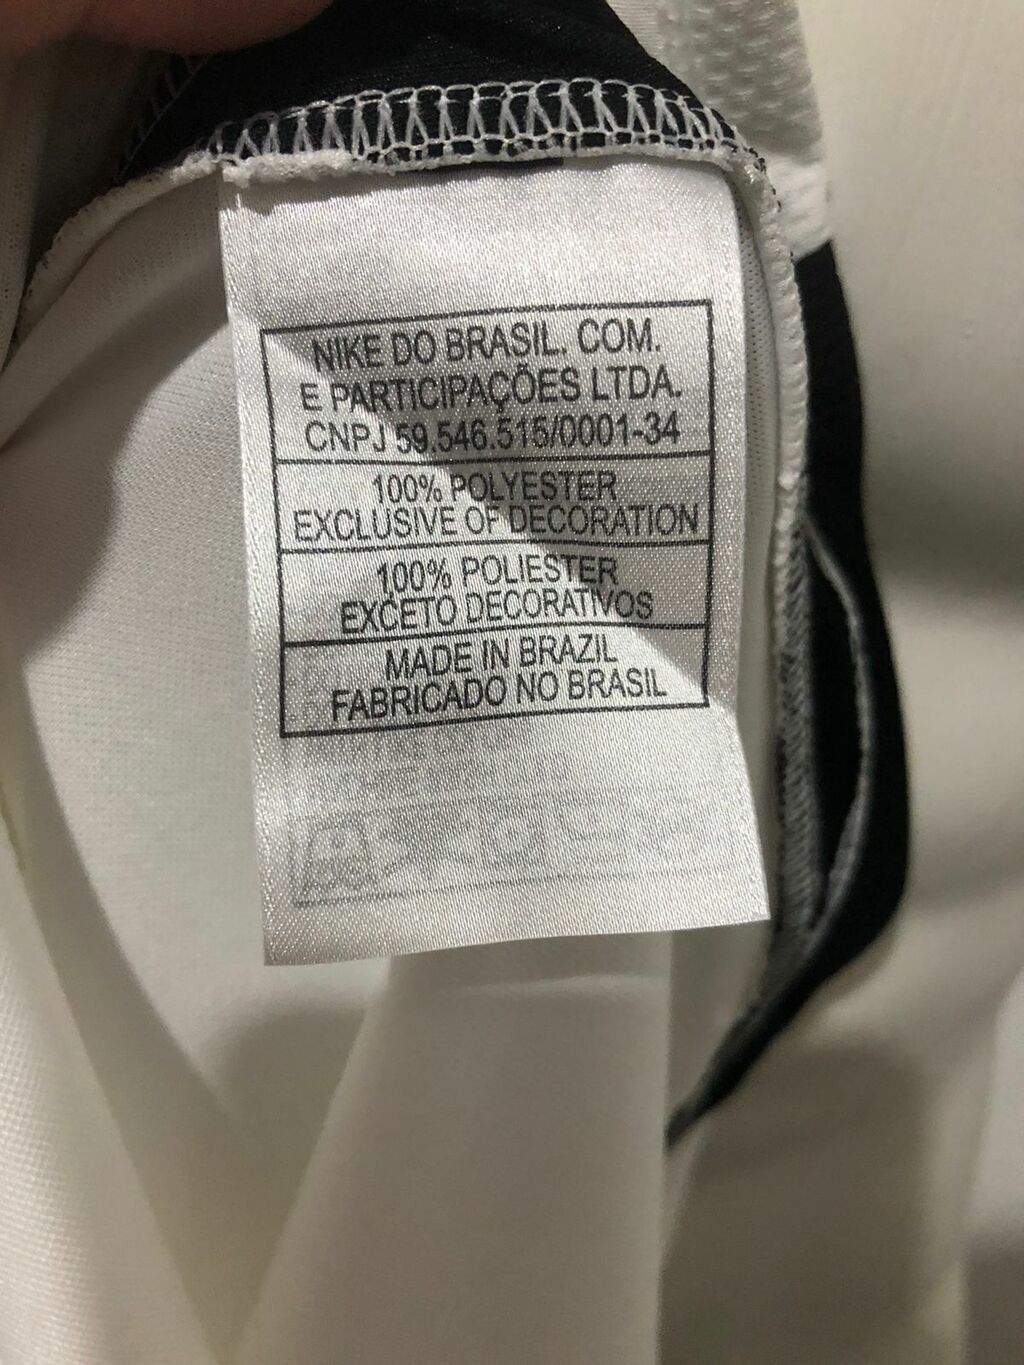 NIKE DO BRASIL. COM.
E PARTICIPAÇÕES LTDA.
CNPJ 59.546.515/0001-34
100% POLYESTER
EXCLUSIVE OF DECORATION
100% POLIESTER
EXCETO DECORATIVOS
MADE IN BRAZIL
FABRICADO NO BRASIL